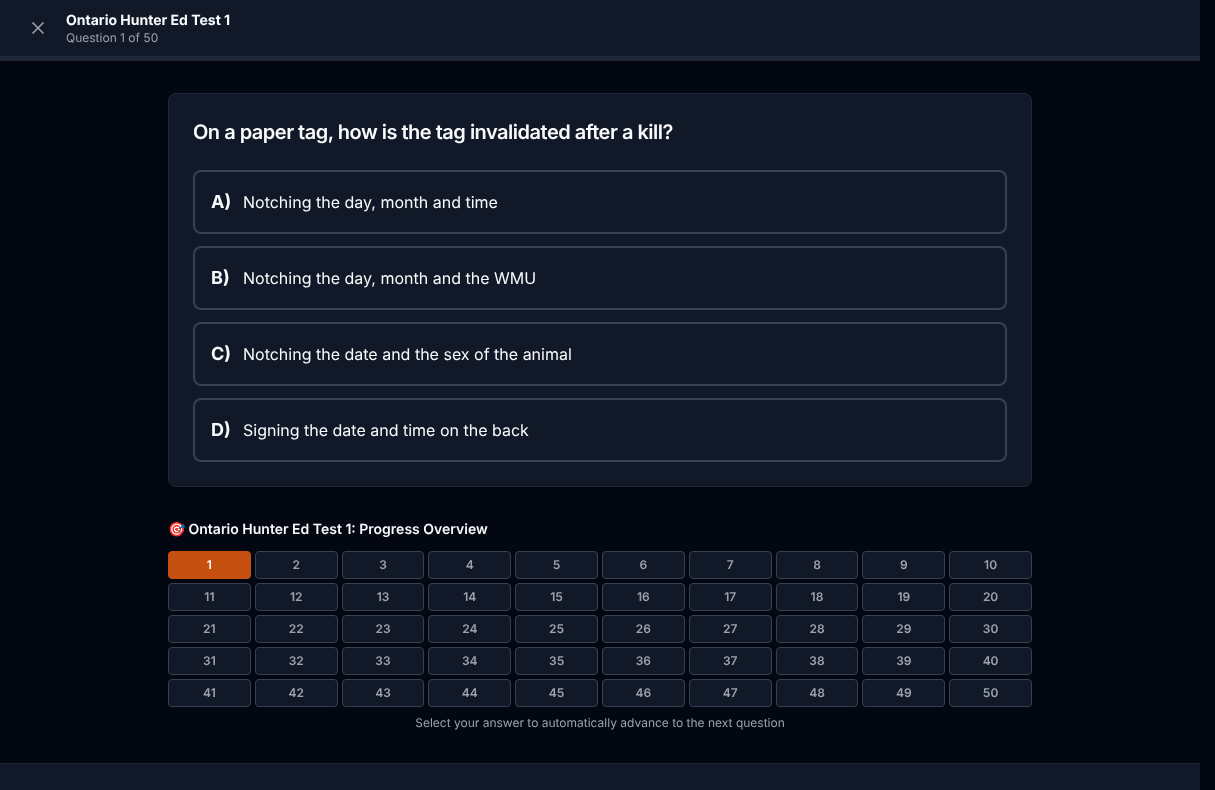 Ontario Hunter Ed Test 1
Question 1 of 50
On a paper tag, how is the tag invalidated after a kill?
A) Notching the day, month and time
B) Notching the day, month and the WMU
C) Notching the date and the sex of the animal
D) Signing the date and time on the back
🎯 Ontario Hunter Ed Test 1: Progress Overview
1 2 3 4 5 6 7 8 9 10
11 12 13 14 15 16 17 18 19 20
21 22 23 24 25 26 27 28 29 30
31 32 33 34 35 36 37 38 39 40
41 42 43 44 45 46 47 48 49 50
Select your answer to automatically advance to the next question